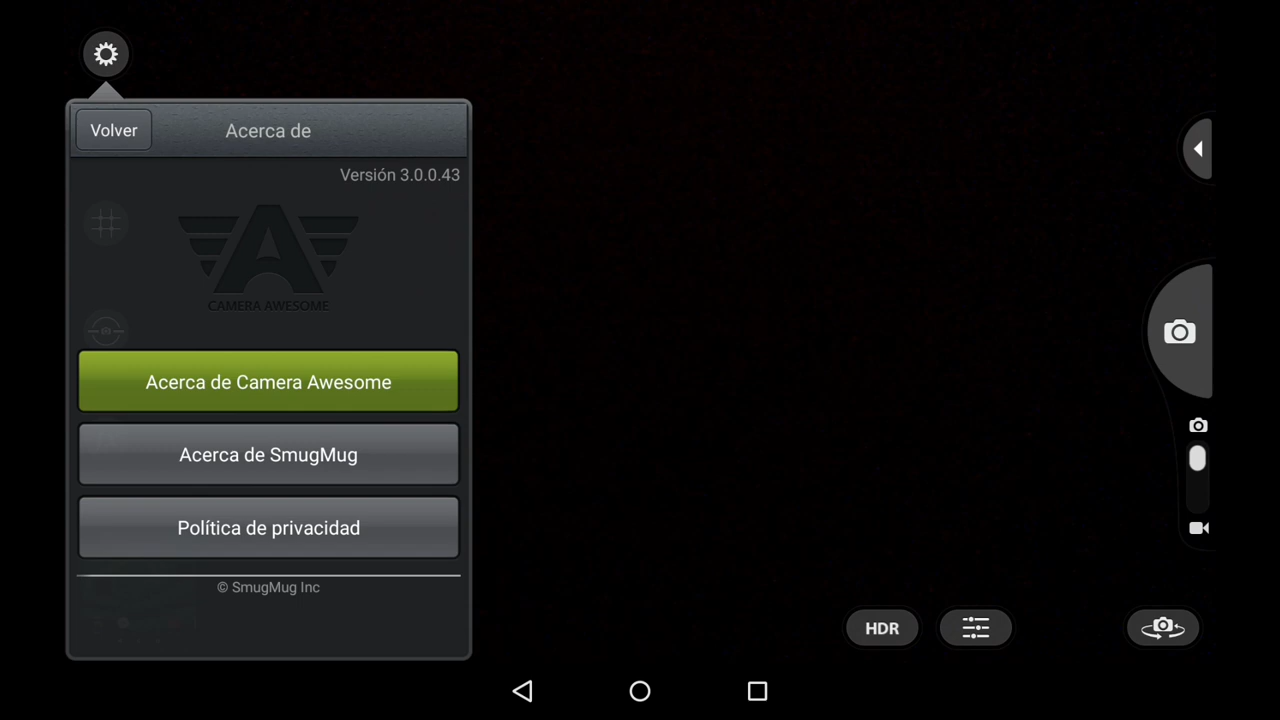 Volver
Acerca de
Versión 3.0.0.43
A
CAMERA AWESOME
Acerca de Camera Awesome
Acerca de SmugMug
Política de privacidad
© SmugMug Inc
HDR